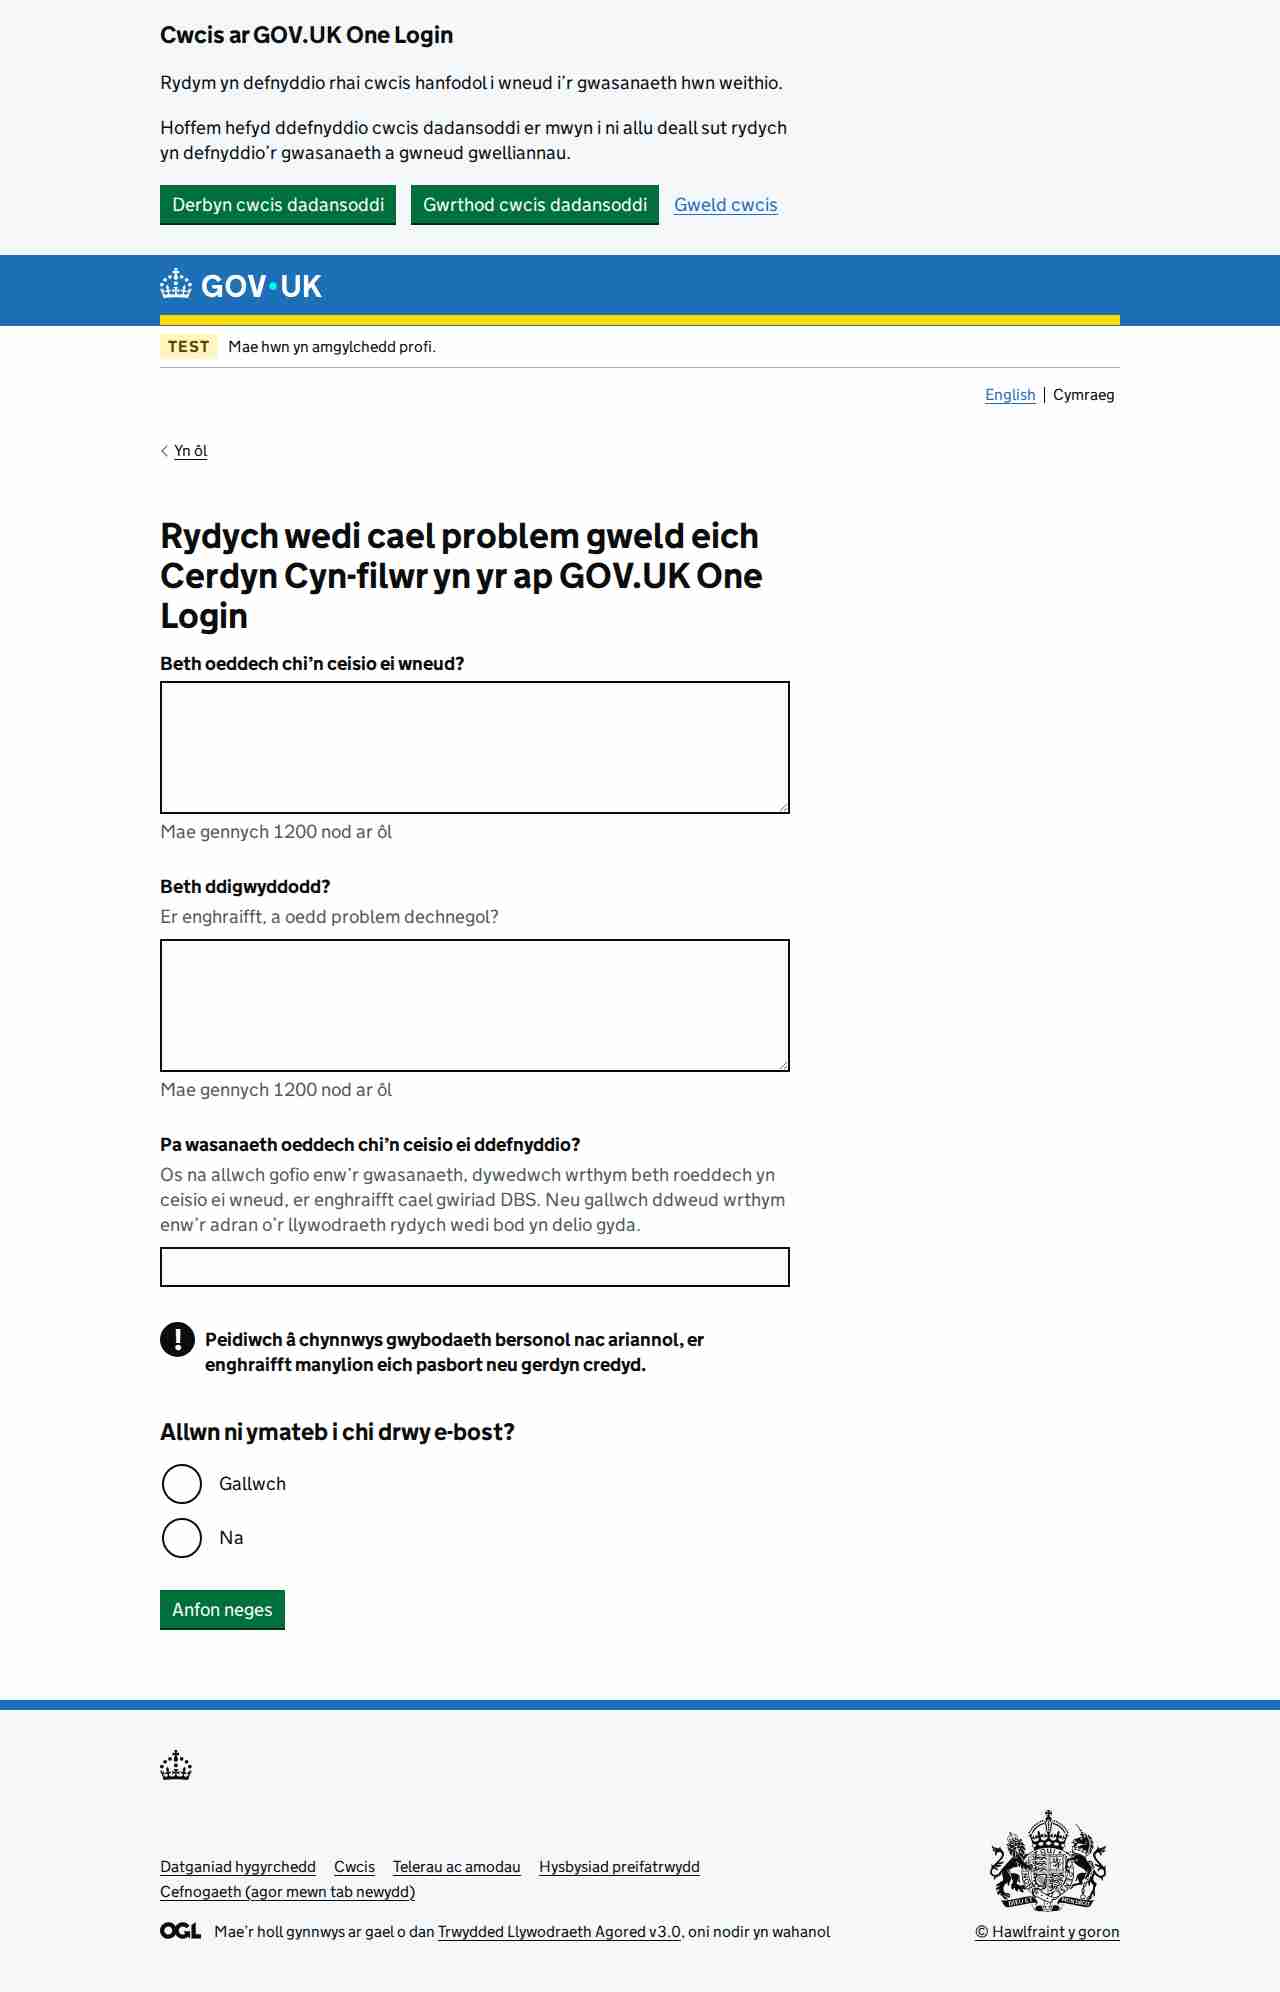 Cwcis ar GOV.UK One Login
Rydym yn defnyddio rhai cwcis hanfodol i wneud i’r gwasanaeth hwn weithio.
Hoffem hefyd ddefnyddio cwcis dadansoddi er mwyn i ni allu deall sut rydych
yn defnyddio’r gwasanaeth a gwneud gwelliannau.
Derbyn cwcis dadansoddi Gwrthod cwcis dadansoddi Gweld cwcis
GOV•UK
TEST Mae hwn yn amgylchedd profi.
English | Cymraeg
Yn ôl
Rydych wedi cael problem gweld eich
Cerdyn Cyn-filwr yn yr ap GOV.UK One
Login
Beth oeddech chi’n ceisio ei wneud?
Mae gennych 1200 nod ar ôl
Beth ddigwyddodd?
Er enghraifft, a oedd problem dechnegol?
Mae gennych 1200 nod ar ôl
Pa wasanaeth oeddech chi’n ceisio ei ddefnyddio?
Os na allwch gofio enw’r gwasanaeth, dywedwch wrthym beth roeddech yn
ceisio ei wneud, er enghraifft cael gwiriad DBS. Neu gallwch ddweud wrthym
enw’r adran o’r llywodraeth rydych wedi bod yn delio gyda.
! Peidiwch â chynnwys gwybodaeth bersonol nac ariannol, er
enghraifft manylion eich pasbort neu gerdyn credyd.
Allwn ni ymateb i chi drwy e-bost?
Gallwch
Na
Anfon neges
Datganiad hygyrchedd Cwcis Telerau ac amodau Hysbysiad preifatrwydd
Cefnogaeth (agor mewn tab newydd)
OGL Mae’r holl gynnwys ar gael o dan Trwydded Llywodraeth Agored v3.0, oni nodir yn wahanol
© Hawlfraint y goron